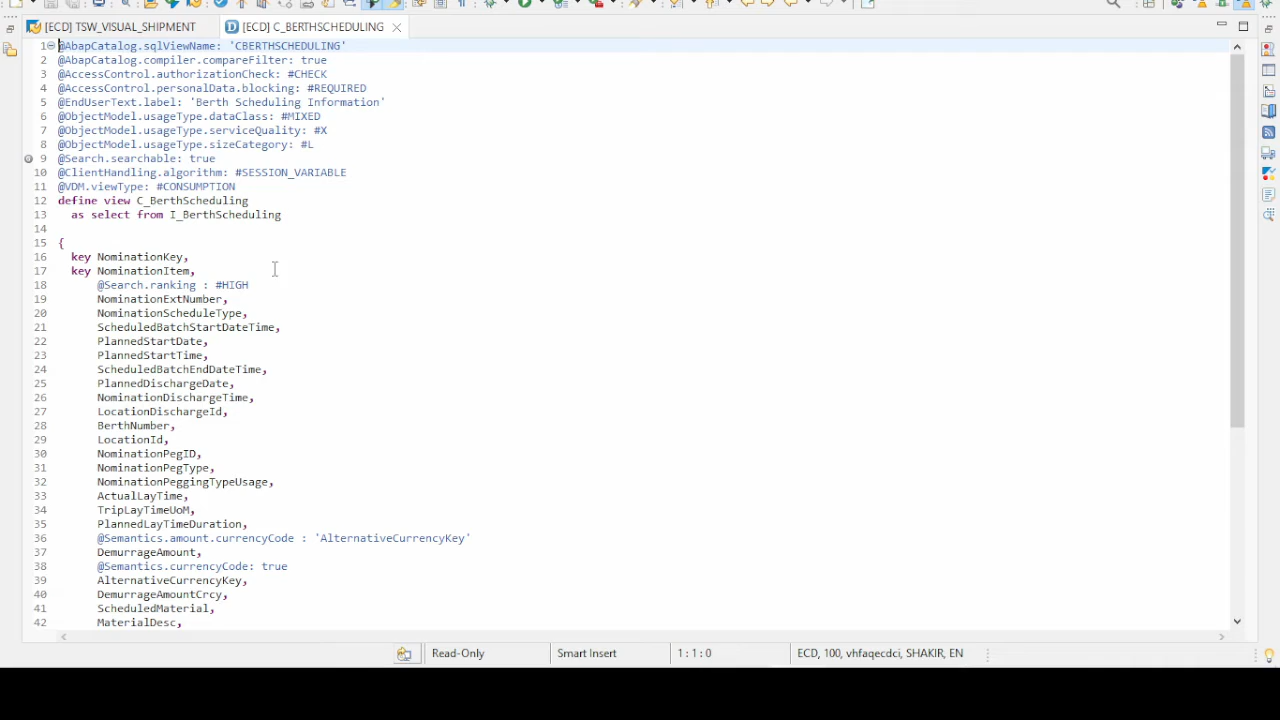 [ECD] TSW_VISUAL_SHIPMENT
[ECD] C_BERTHSCHEDULING
1 @AbapCatalog.sqlViewName: 'CBERTHSCHEDULING'
2 @AbapCatalog.compiler.compareFilter: true
3 @AccessControl.authorizationCheck: #CHECK
4 @AccessControl.personalData.blocking: #REQUIRED
5 @EndUserText.label: 'Berth Scheduling Information'
6 @ObjectModel.usageType.dataClass: #MIXED
7 @ObjectModel.usageType.serviceQuality: #X
8 @ObjectModel.usageType.sizeCategory: #L
9 @Search.searchable: true
10 @ClientHandling.algorithm: #SESSION_VARIABLE
11 @VDM.viewType: #CONSUMPTION
12 define view C_BerthScheduling
13 as select from I_BerthScheduling
14
15 {
16 key NominationKey,
17 key NominationItem,
18 @Search.ranking : #HIGH
19 NominationExtNumber,
20 NominationScheduleType,
21 ScheduledBatchStartDateTime,
22 PlannedStartDate,
23 PlannedStartTime,
24 ScheduledBatchEndDateTime,
25 PlannedDischargeDate,
26 NominationDischargeTime,
27 LocationDischargeId,
28 BerthNumber,
29 LocationId,
30 NominationPegID,
31 NominationPegType,
32 NominationPeggingTypeUsage,
33 ActualLayTime,
34 TripLayTimeUoM,
35 PlannedLayTimeDuration,
36 @Semantics.amount.currencyCode : 'AlternativeCurrencyKey'
37 DemurrageAmount,
38 @Semantics.currencyCode: true
39 AlternativeCurrencyKey,
40 DemurrageAmountCrcy,
41 ScheduledMaterial,
42 MaterialDesc,
Read-Only
Smart Insert
1 : 1 : 0
ECD, 100, vhfaqecdci, SHAKIR, EN